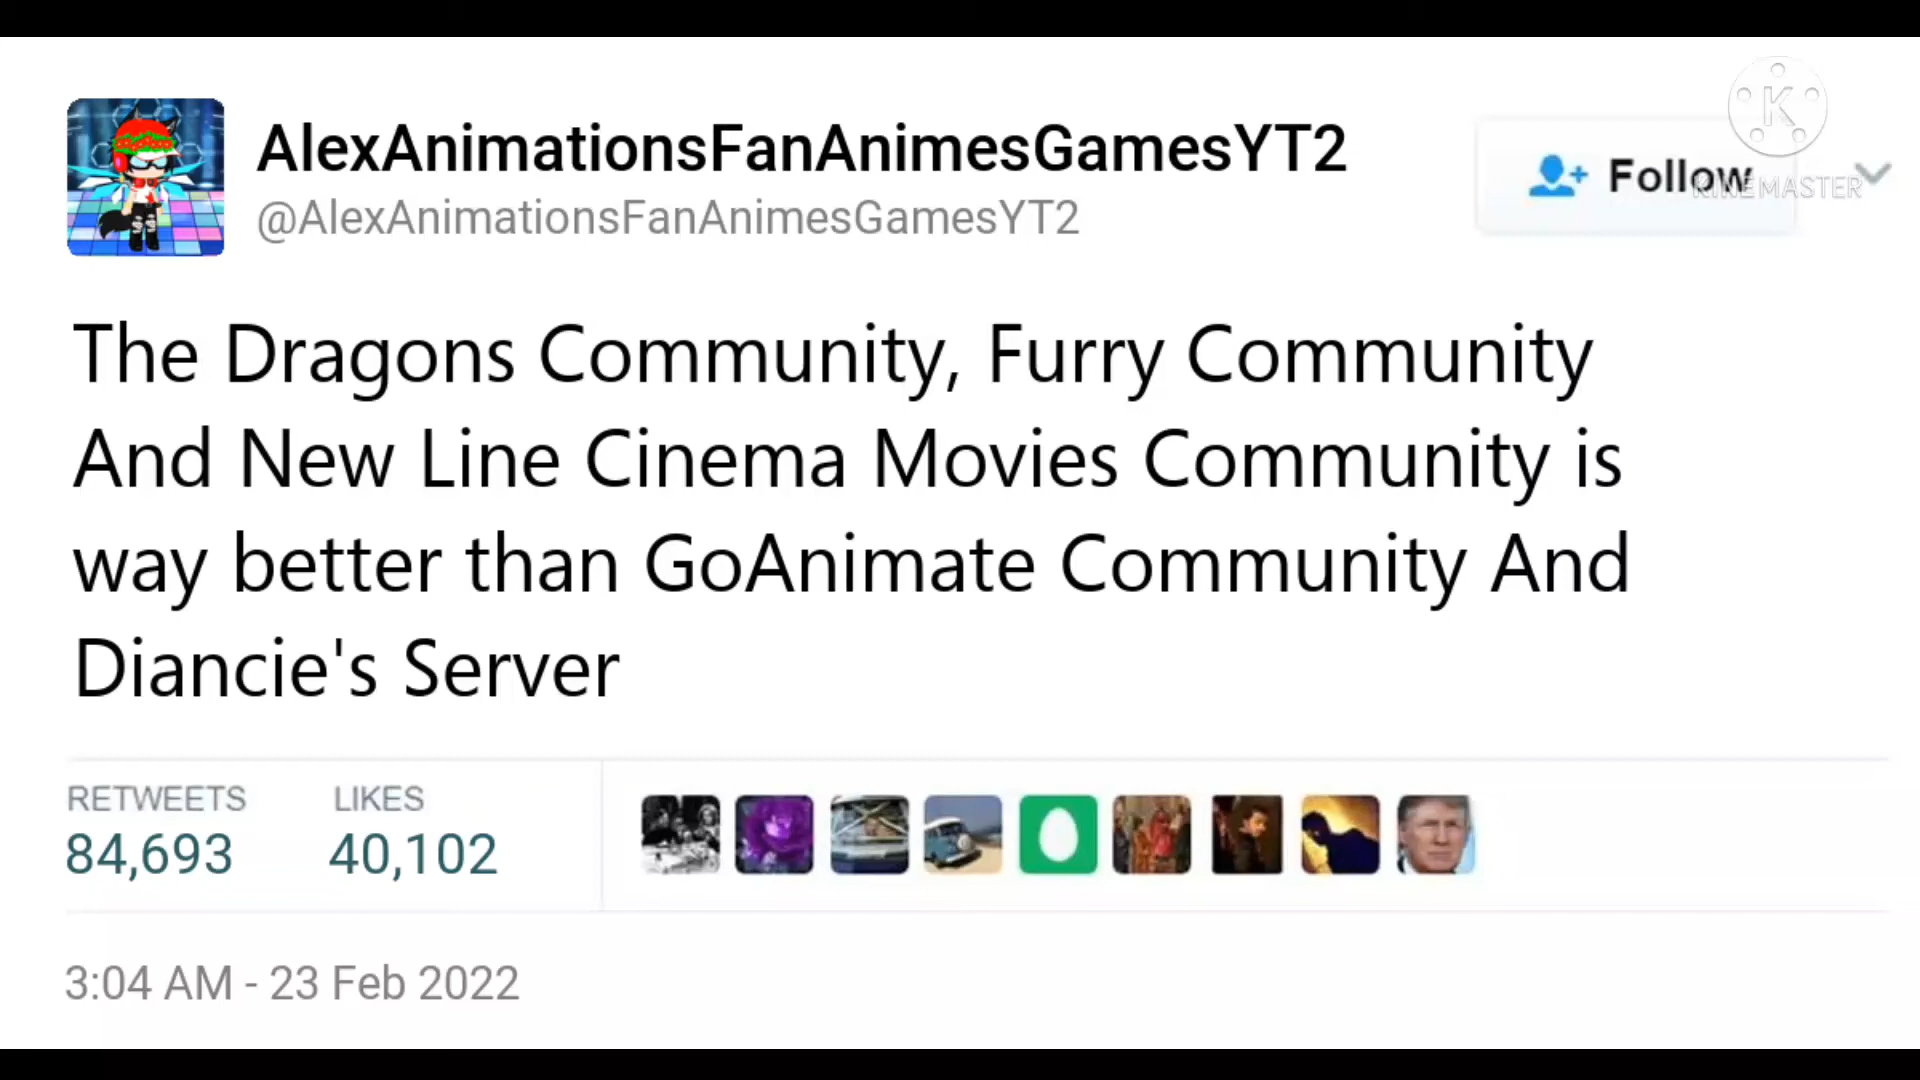 AlexAnimationsFanAnimesGamesYT2
@AlexAnimationsFanAnimesGamesYT2
Follow
K
KINEMASTER
The Dragons Community, Furry Community
And New Line Cinema Movies Community is
way better than GoAnimate Community And
Diancie's Server
RETWEETS LIKES
84,693 40,102
3:04 AM - 23 Feb 2022